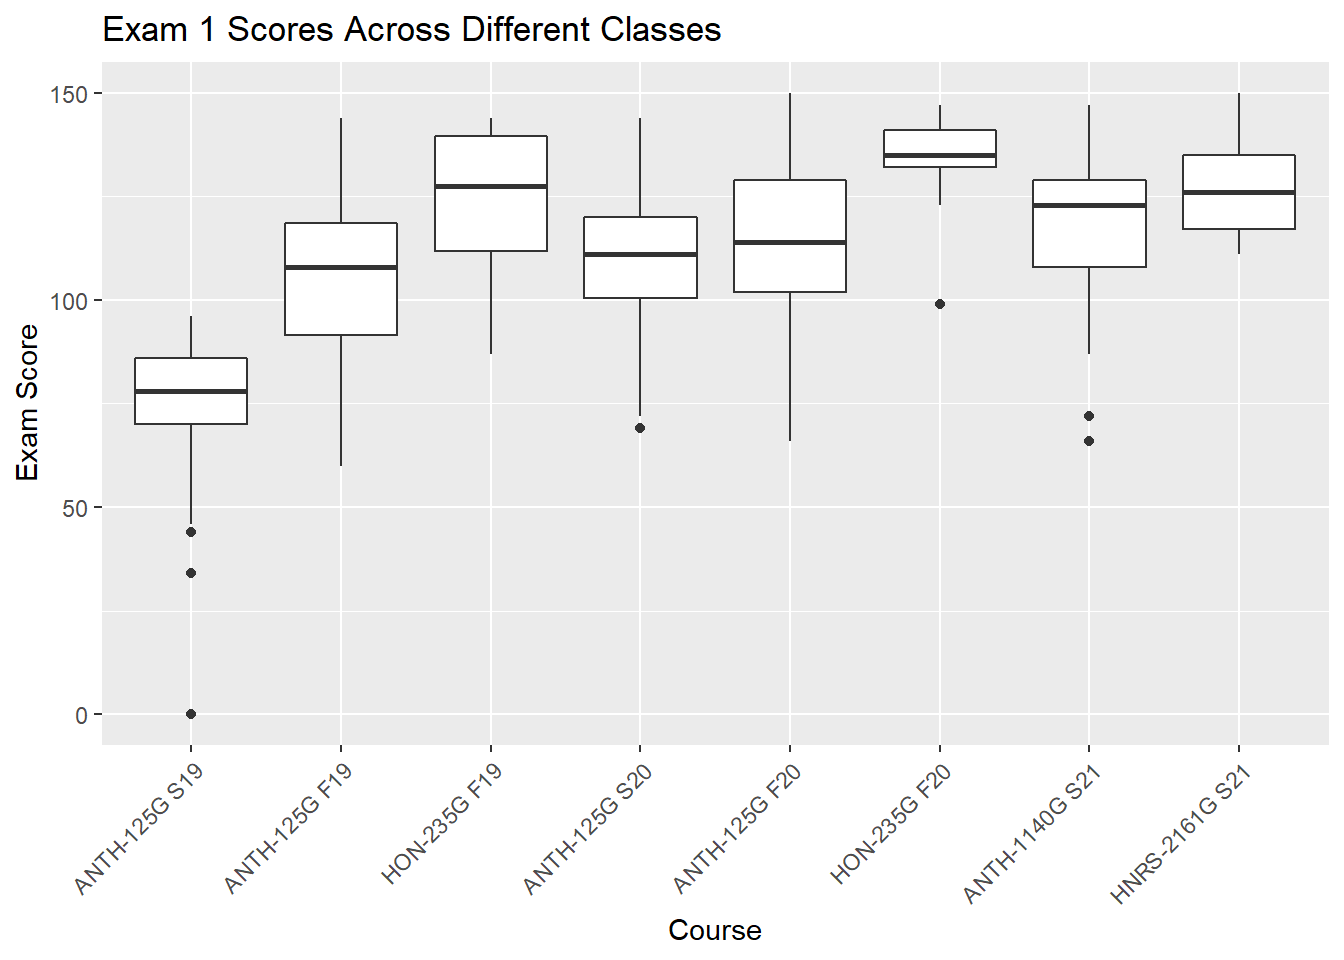 Exam 1 Scores Across Different Classes
150
100
50
0
Exam Score
ANTH-125G S19
ANTH-125G F19
HON-235G F19
ANTH-125G S20
ANTH-125G F20
HON-235G F20
ANTH-1140G S21
HNRS-2161G S21
Course